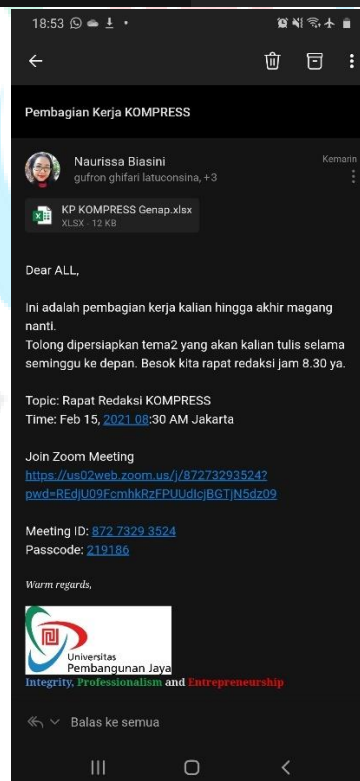 18:53
Pembagian Kerja KOMPRESS
Naurissa Biasini
Kemarin
gufron ghifari latuconsina, +3
KP KOMPRESS Genap.xlsx
XLSX - 12 KB
Dear ALL,
Ini adalah pembagian kerja kalian hingga akhir magang
nanti.
Tolong dipersiapkan tema2 yang akan kalian tulis selama
seminggu ke depan. Besok kita rapat redaksi jam 8.30 ya.
Topic: Rapat Redaksi KOMPRESS
Time: Feb 15, 2021 08:30 AM Jakarta
Join Zoom Meeting
https://us02web.zoom.us/j/87273293524?
pwd=REdjU09FcmhkRzFPUUdIcjBGTjN5dz09
Meeting ID: 872 7329 3524
Passcode: 219186
Warm regards,
Universitas
Pembangunan Jaya
Integrity, Professionalism and Entrepreneurship
Balas ke semua